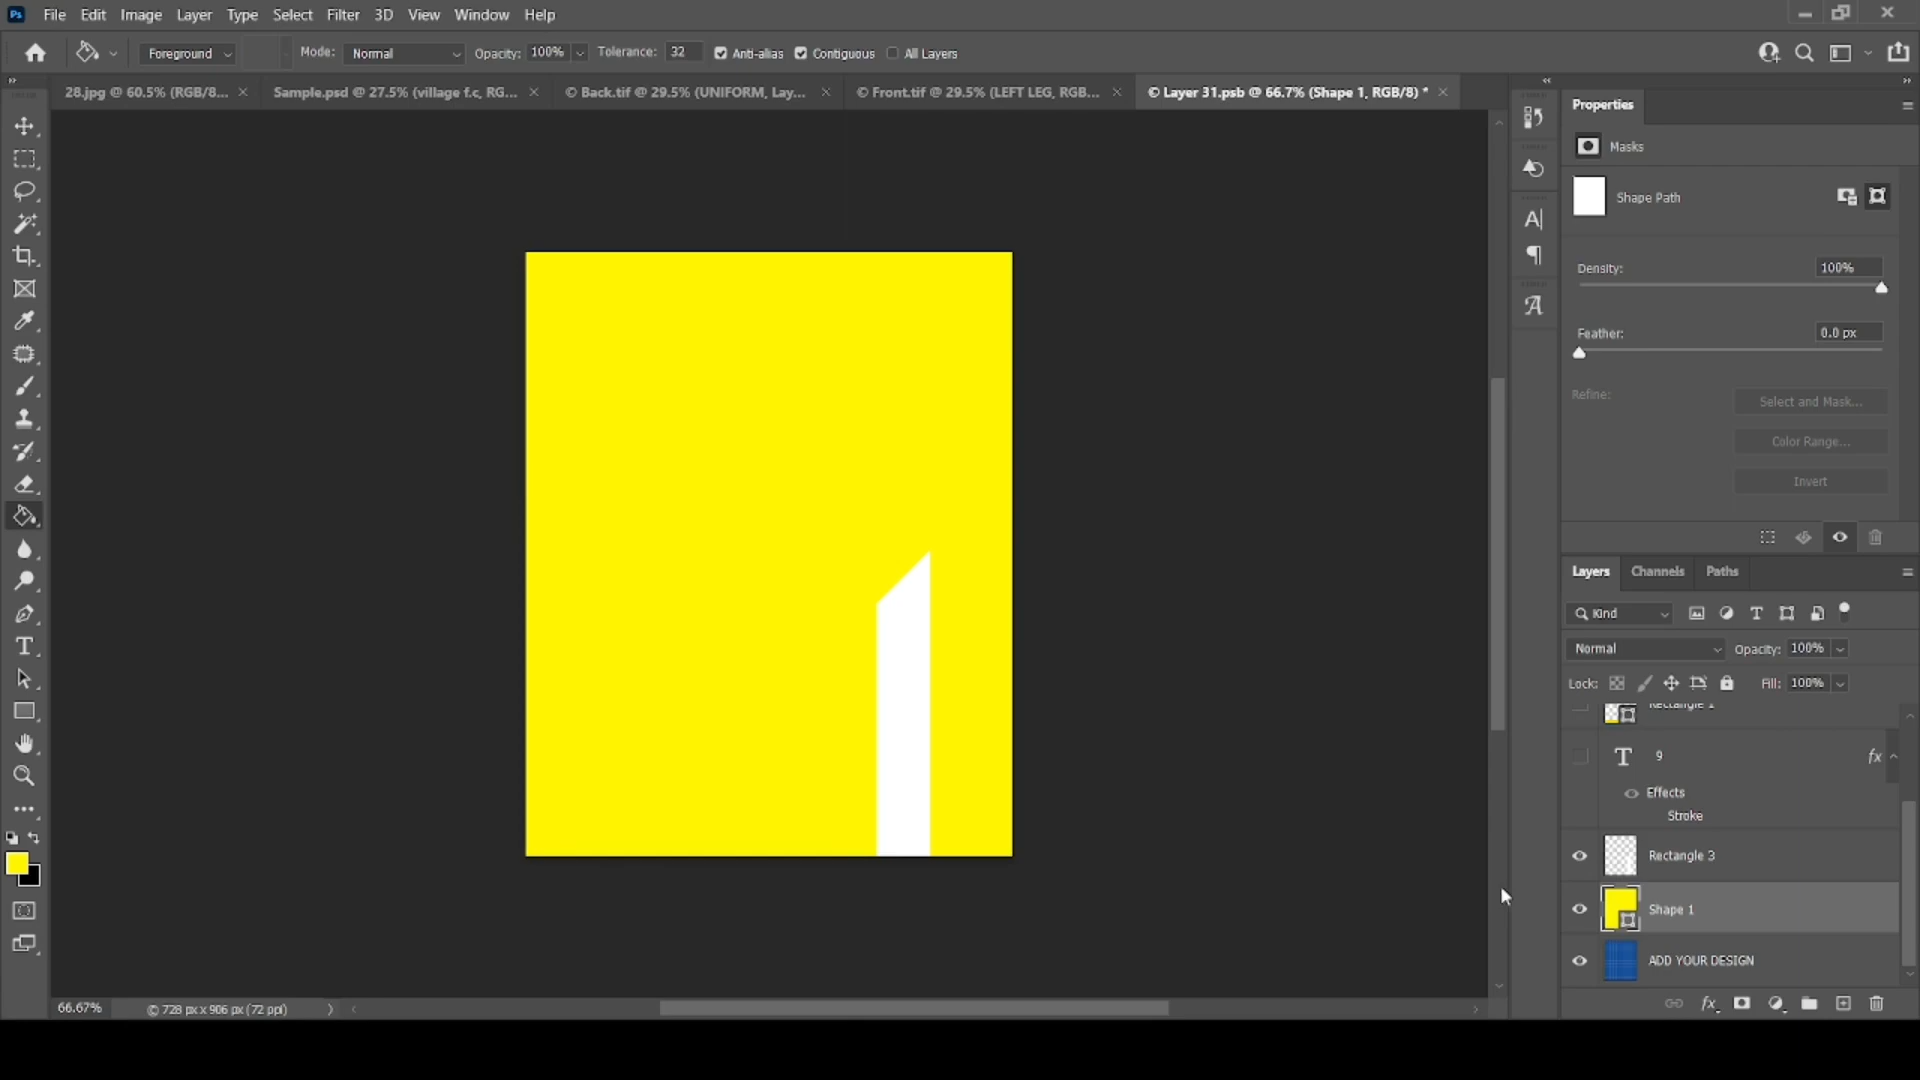 Ps File Edit Image Layer Type Select Filter 3D View Window Help
Foreground Mode: Normal Opacity: 100% Tolerance: 32 Anti-alias Contiguous All Layers
28.jpg @ 60.5% (RGB/8... Sample.psd @ 27.5% (village f.c, RG... © Back.tif @ 29.5% (UNIFORM, Lay... © Front.tif @ 29.5% (LEFT LEG, RGB... © Layer 31.psb @ 66.7% (Shape 1, RGB/8) *
Properties
Masks
Shape Path
Density: 100%
Feather: 0.0 px
Refine: Select and Mask...
Color Range...
Invert
Layers Channels Paths
Kind
Normal Opacity: 100%
Lock: Fill: 100%
9 fx
Effects
Stroke
Rectangle 3
Shape 1
ADD YOUR DESIGN
66.67% © 728 px x 906 px (72 ppi)
fx